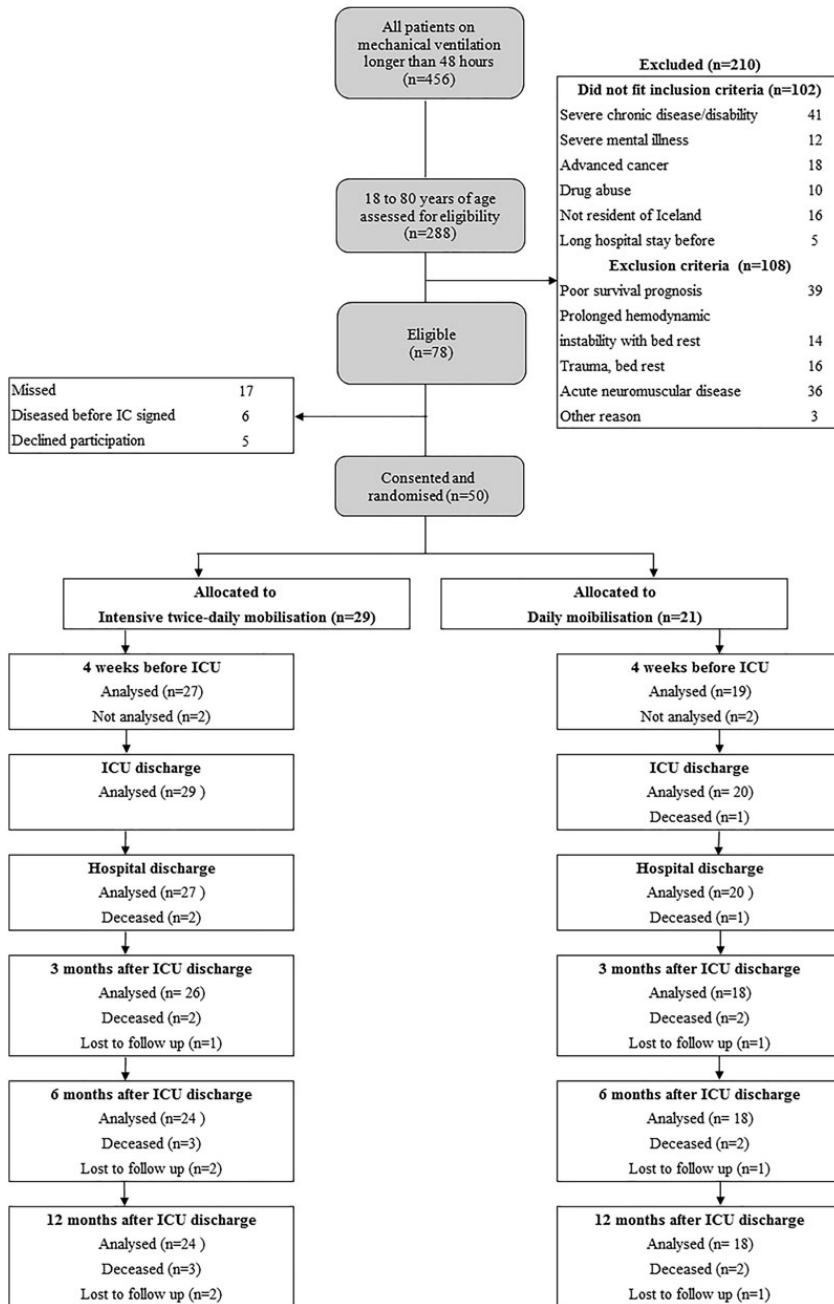 All patients on
mechanical ventilation
longer than 48 hours
(n=456)
Excluded (n=210)
Did not fit inclusion criteria (n=102)
Severe chronic disease/disability 41
Severe mental illness 12
Advanced cancer 18
Drug abuse 10
Not resident of Iceland 16
Long hospital stay before 5
Exclusion criteria (n=108)
Poor survival prognosis 39
Prolonged hemodynamic
instability with bed rest 14
Trauma, bed rest 16
Acute neuromuscular disease 36
Other reason 3
18 to 80 years of age
assessed for eligibility
(n=288)
Eligible
(n=78)
Missed 17
Diseased before IC signed 6
Declined participation 5
Consented and
randomised (n=50)
Allocated to
Intensive twice-daily mobilisation (n=29)
4 weeks before ICU
Analysed (n=27)
Not analysed (n=2)
ICU discharge
Analysed (n=29 )
Hospital discharge
Analysed (n=27 )
Deceased (n=2)
3 months after ICU discharge
Analysed (n= 26)
Deceased (n=2)
Lost to follow up (n=1)
6 months after ICU discharge
Analysed (n=24 )
Deceased (n=3)
Lost to follow up (n=2)
12 months after ICU discharge
Analysed (n=24 )
Deceased (n=3)
Lost to follow up (n=2)
Allocated to
Daily moibilisation (n=21)
4 weeks before ICU
Analysed (n=19)
Not analysed (n=2)
ICU discharge
Analysed (n= 20)
Deceased (n=1)
Hospital discharge
Analysed (n=20 )
Deceased (n=1)
3 months after ICU discharge
Analysed (n=18)
Deceased (n=2)
Lost to follow up (n=1)
6 months after ICU discharge
Analysed (n= 18)
Deceased (n=2)
Lost to follow up (n=1)
12 months after ICU discharge
Analysed (n= 18)
Deceased (n=2)
Lost to follow up (n=1)